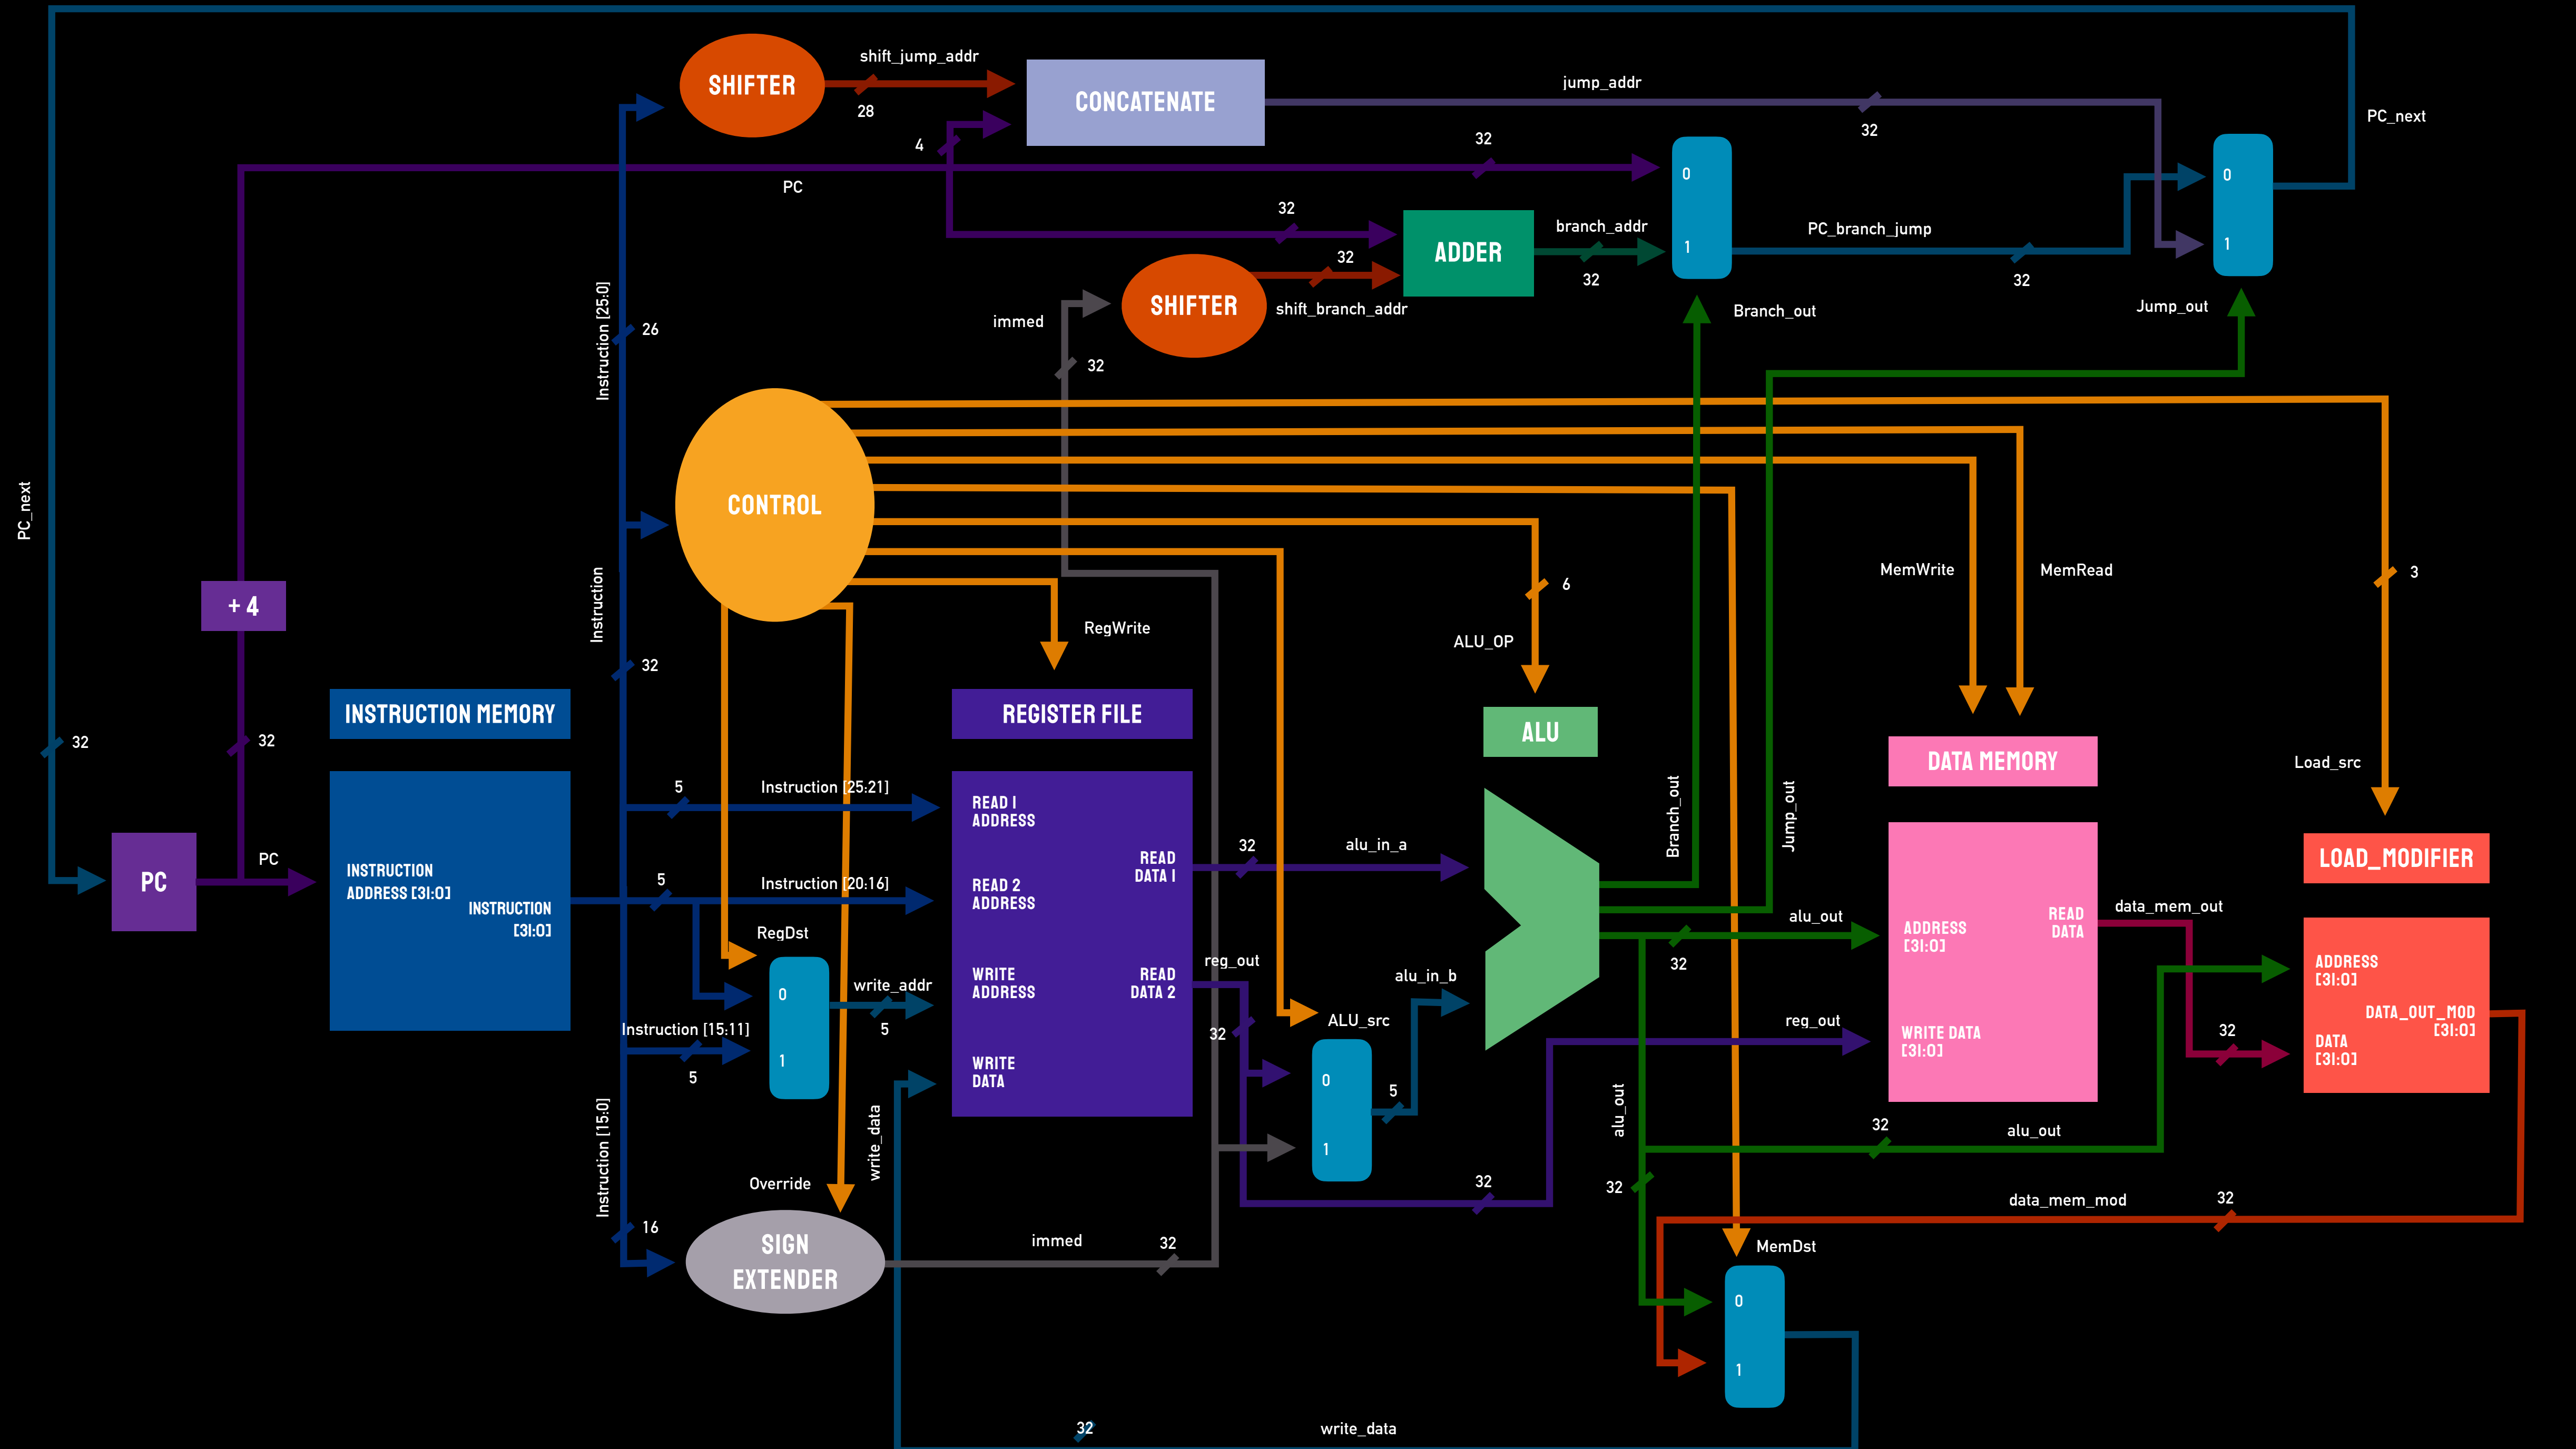 shift_jump_addr
SHIFTER
28
CONCATENATE
jump_addr
32
PC_next
4
32
PC
0
1
0
1
32
ADDER
branch_addr
32
PC_branch_jump
32
32
SHIFTER
shift_branch_addr
immed
32
Branch_out
Jump_out
Instruction [25:0]
26
CONTROL
PC_next
Instruction
32
+ 4
RegWrite
6
ALU_OP
MemWrite
MemRead
3
Load_src
32
32
INSTRUCTION MEMORY
REGISTER FILE
ALU
DATA MEMORY
LOAD_MODIFIER
PC
PC
INSTRUCTION
ADDRESS [31:0]
INSTRUCTION
[31:0]
5
Instruction [25:21]
5
Instruction [20:16]
RegDst
0
1
write_addr
5
Instruction [15:11]
5
Instruction [15:0]
16
READ 1
ADDRESS
READ 2
ADDRESS
WRITE
ADDRESS
WRITE
DATA
READ
DATA 1
READ
DATA 2
32
alu_in_a
reg_out
32
ALU_src
0
1
5
alu_in_b
Branch_out
Jump_out
alu_out
32
reg_out
ADDRESS
[31:0]
READ
DATA
WRITE DATA
[31:0]
data_mem_out
32
ADDRESS
[31:0]
DATA_OUT_MOD
[31:0]
DATA
[31:0]
write_data
Override
SIGN
EXTENDER
immed
32
32
alu_out
32
32
alu_out
data_mem_mod
32
MemDst
0
1
32
write_data